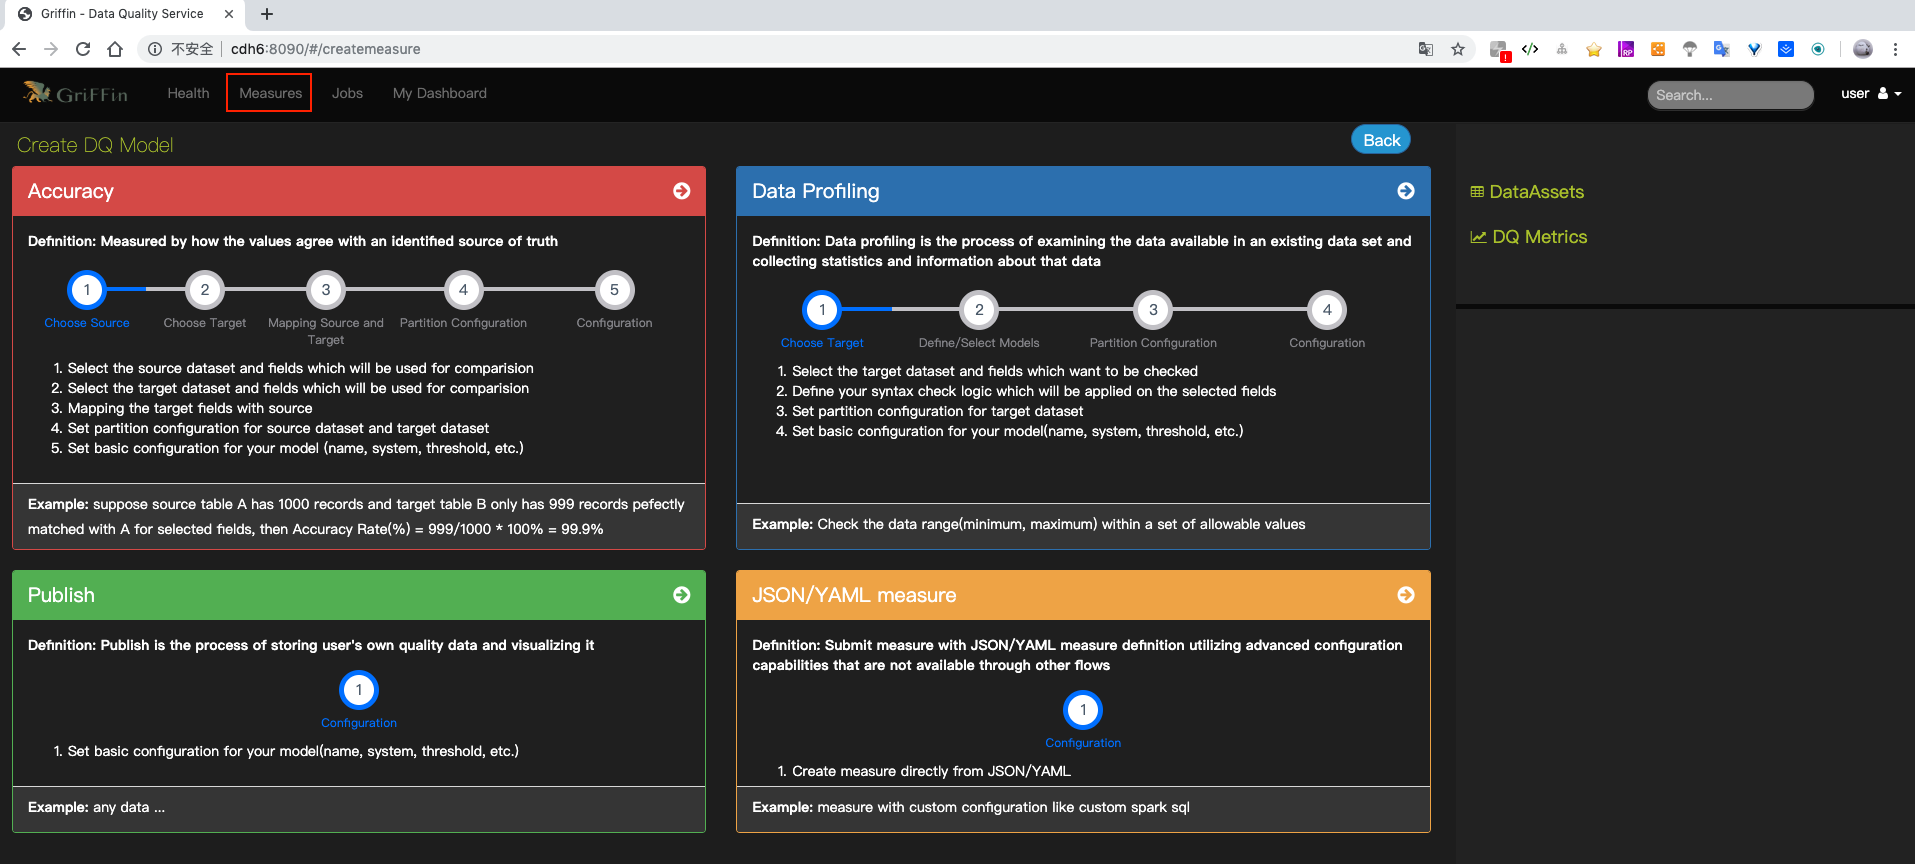 Griffin - Data Quality Service
不安全 cdh6:8090/#/createmeasure
GriFFin Health Measures Jobs My Dashboard Search... user
Create DQ Model
Back
Accuracy
Definition: Measured by how the values agree with an identified source of truth
1 2 3 4 5
Choose Source Choose Target Mapping Source and Target Partition Configuration Configuration
1. Select the source dataset and fields which will be used for comparision
2. Select the target dataset and fields which will be used for comparision
3. Mapping the target fields with source
4. Set partition configuration for source dataset and target dataset
5. Set basic configuration for your model (name, system, threshold, etc.)
Example: suppose source table A has 1000 records and target table B only has 999 records pefectly
matched with A for selected fields, then Accuracy Rate(%) = 999/1000 * 100% = 99.9%
Data Profiling
Definition: Data profiling is the process of examining the data available in an existing data set and
collecting statistics and information about that data
1 2 3 4
Choose Target Define/Select Models Partition Configuration Configuration
1. Select the target dataset and fields which want to be checked
2. Define your syntax check logic which will be applied on the selected fields
3. Set partition configuration for target dataset
4. Set basic configuration for your model(name, system, threshold, etc.)
Example: Check the data range(minimum, maximum) within a set of allowable values
DataAssets
DQ Metrics
Publish
Definition: Publish is the process of storing user's own quality data and visualizing it
1
Configuration
1. Set basic configuration for your model(name, system, threshold, etc.)
Example: any data ...
JSON/YAML measure
Definition: Submit measure with JSON/YAML measure definition utilizing advanced configuration
capabilities that are not available through other flows
1
Configuration
1. Create measure directly from JSON/YAML
Example: measure with custom configuration like custom spark sql